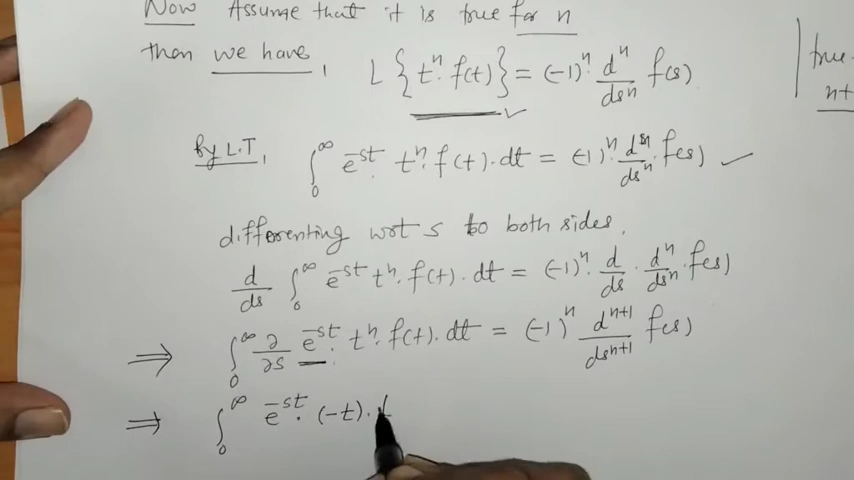 Now Assume that it is true for n
then we have, L{tⁿ. f(t)} = (-1)ⁿ. dⁿ/dsⁿ f(s)
true
n+
By L.T, ∫₀^∞ e^-st. tⁿ. f(t).dt = (-1)ⁿ. dⁿ/dsⁿ. f(s)
differenting wrt s to both sides,
d/ds ∫₀^∞ e^-st tⁿ. f(t). dt = (-1)ⁿ. d/ds . dⁿ/dsⁿ. f(s)
⇒ ∫₀^∞ ∂/∂s e^-st. tⁿ. f(t). dt = (-1)ⁿ d^n+1/ds^n+1 f(s)
⇒ ∫₀^∞ e^-st. (-t).